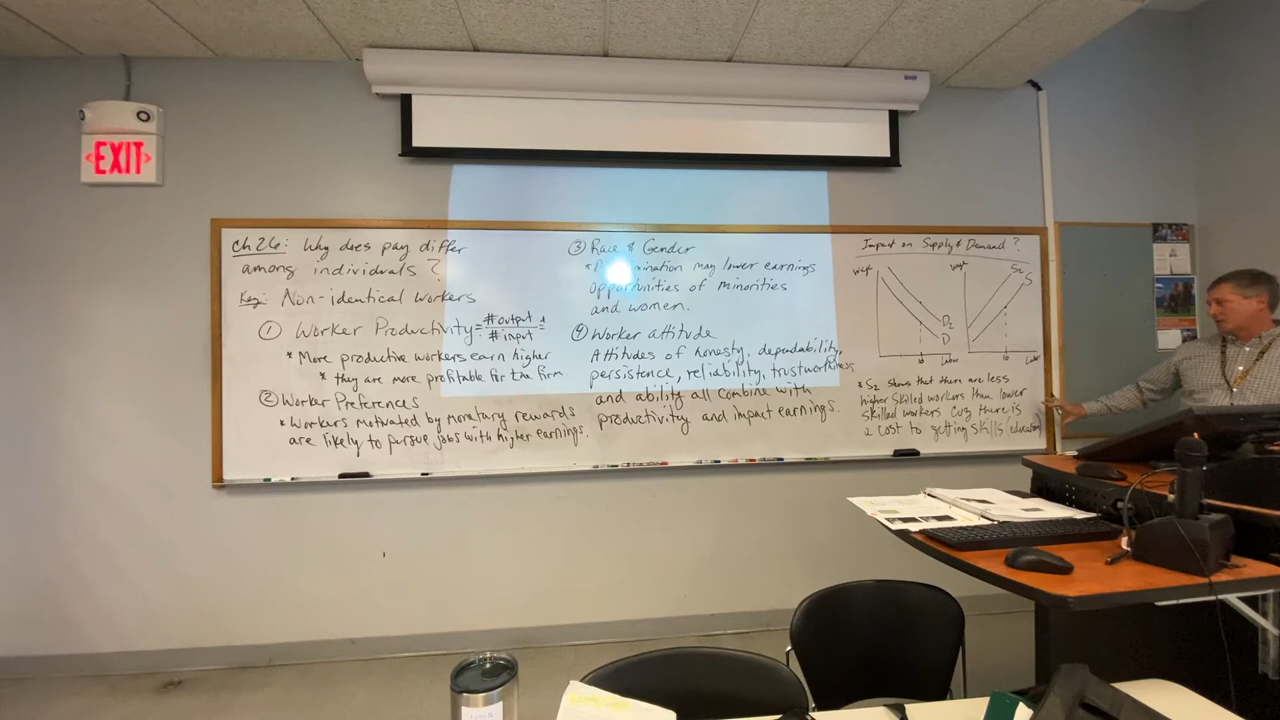 EXIT
Ch 26: Why does pay differ
among individuals?
Key: Non-identical workers
① Worker Productivity = #output
#input
* More productive workers earn higher
* they are more profitable for the firm
② Worker Preferences
* Workers motivated by monetary rewards
are likely to pursue jobs with higher earnings.
③ Race & Gender
may lower earnings
opportunities of minorities
and women.
④ Worker attitude
Attitudes of honesty, dependability,
persistence, reliability, trustworthiness,
and ability all combine with
productivity and impact earnings.
Impact on Supply & Demand?
Wage
D2
D
10
Labor
Wage
S2
S
10
Labor
* S2 shows that there are less
higher skilled workers than lower
skilled workers cuz there is
a cost to getting skills (education)